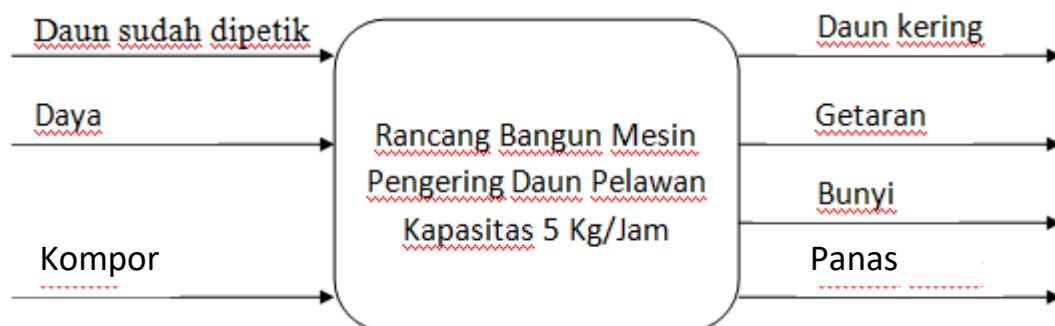 Daun sudah dipetik
Daya
Kompor
Rancang Bangun Mesin
Pengering Daun Pelawan
Kapasitas 5 Kg/Jam
Daun kering
Getaran
Bunyi
Panas